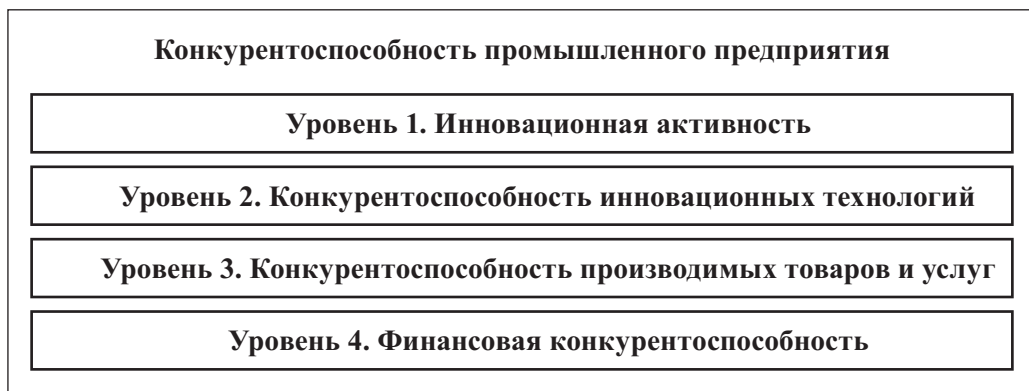 Конкурентоспособность промышленного предприятия
Уровень 1. Инновационная активность
Уровень 2. Конкурентоспособность инновационных технологий
Уровень 3. Конкурентоспособность производимых товаров и услуг
Уровень 4. Финансовая конкурентоспособность